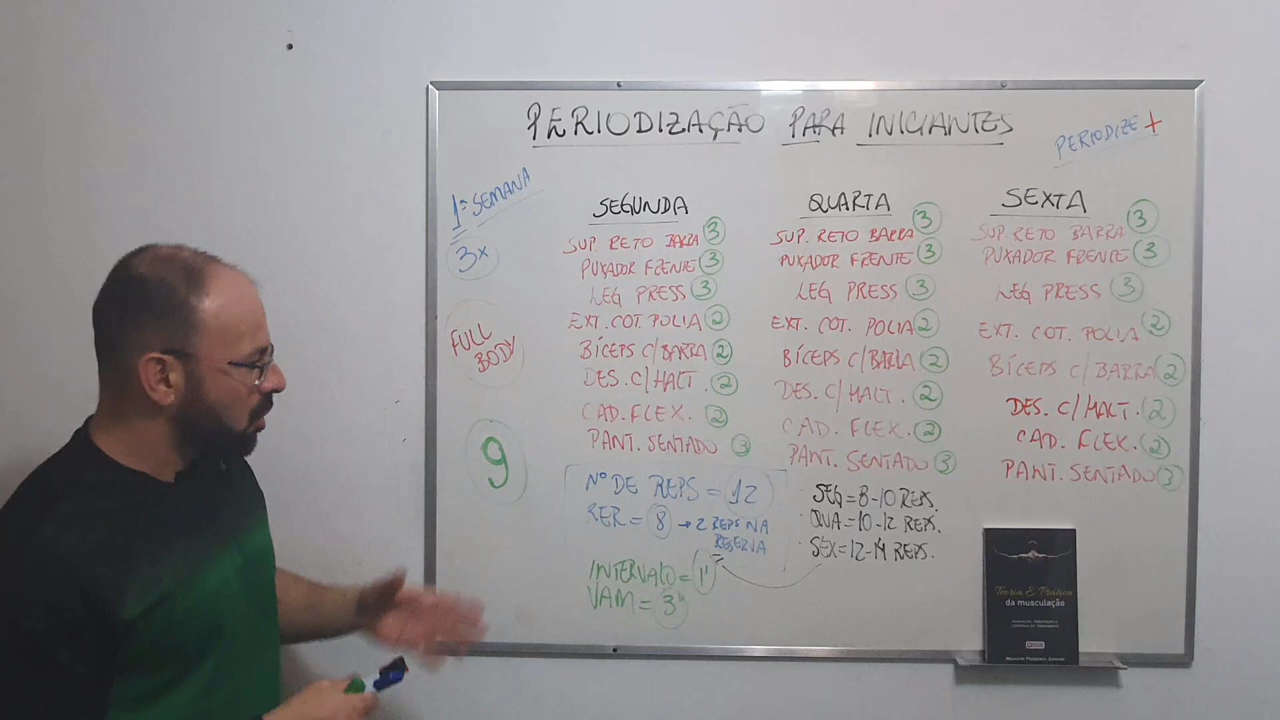 PERIODIZAÇÃO PARA INICIANTES
PERIODIZE +
1ª SEMANA
3x
FULL
BODY
9
SEGUNDA
SUP. RETO BARRA 3
PUXADOR FRENTE 3
LEG PRESS 3
EXT. COT. POLIA 2
BÍCEPS C/BARRA 2
DES. C/HALT. 2
CAD. FLEX. 2
PANT. SENTADO 3
QUARTA
SUP. RETO BARRA 3
PUXADOR FRENTE 3
LEG PRESS 3
EXT. COT. POLIA 2
BÍCEPS C/BARRA 2
DES. C/HALT. 2
CAD. FLEX. 2
PANT. SENTADO 3
SEXTA
SUP. RETO BARRA 3
PUXADOR FRENTE 3
LEG PRESS 3
EXT. COT. POLIA 2
BÍCEPS C/BARRA 2
DES. C/HALT. 2
CAD. FLEX. 2
PANT. SENTADO 3
Nº DE REPS = 12
RER = 8 → 2 REPS NA
RESERVA
INTERVALO = 1'
VAM = 3"
· SEG = 8-10 REPS.
· QUA = 10-12 REPS.
· SEX = 12-14 REPS.
Teoria E Prática
da musculação